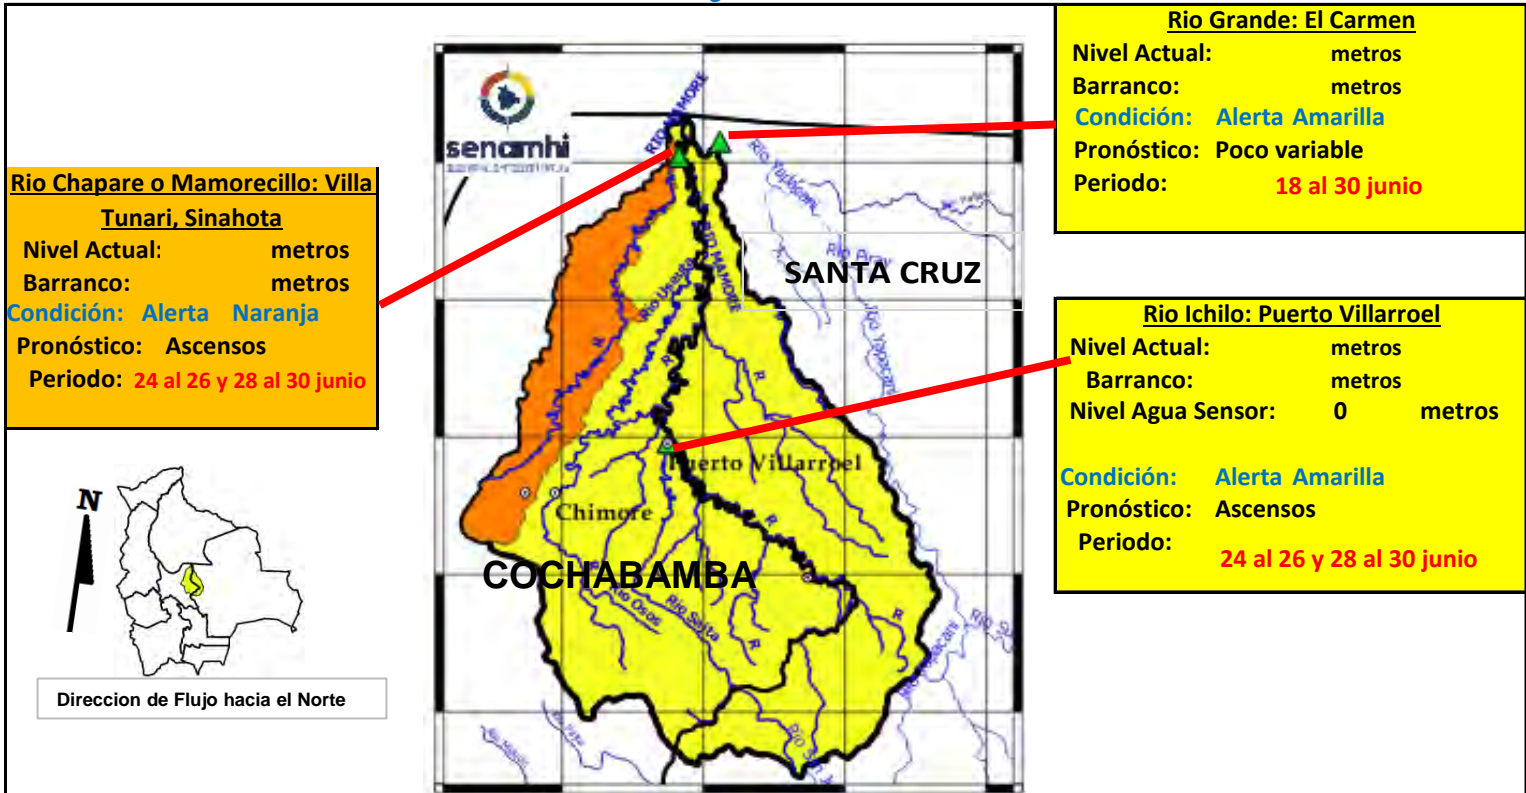 Rio Grande: El Carmen
Nivel Actual: metros
Barranco: metros
Condición: Alerta Amarilla
Pronóstico: Poco variable
Periodo: 18 al 30 junio
Rio Chapare o Mamorecillo: Villa
Tunari, Sinahota
Nivel Actual: metros
Barranco: metros
Condición: Alerta Naranja
Pronóstico: Ascensos
Periodo: 24 al 26 y 28 al 30 junio
Rio Ichilo: Puerto Villarroel
Nivel Actual: metros
Barranco: metros
Nivel Agua Sensor: 0 metros
Condición: Alerta Amarilla
Pronóstico: Ascensos
Periodo:
24 al 26 y 28 al 30 junio
senamhi
RIO MAMORE
Rio Yapacani
RIO MAMORE
Rio Piraí
SANTA CRUZ
Rio Yapacani
R
R
R
Puerto Villarroel
Chimore
R
COCHABAMBA
Rio Osos
Rio Sajta
R
R
N
Direccion de Flujo hacia el Norte